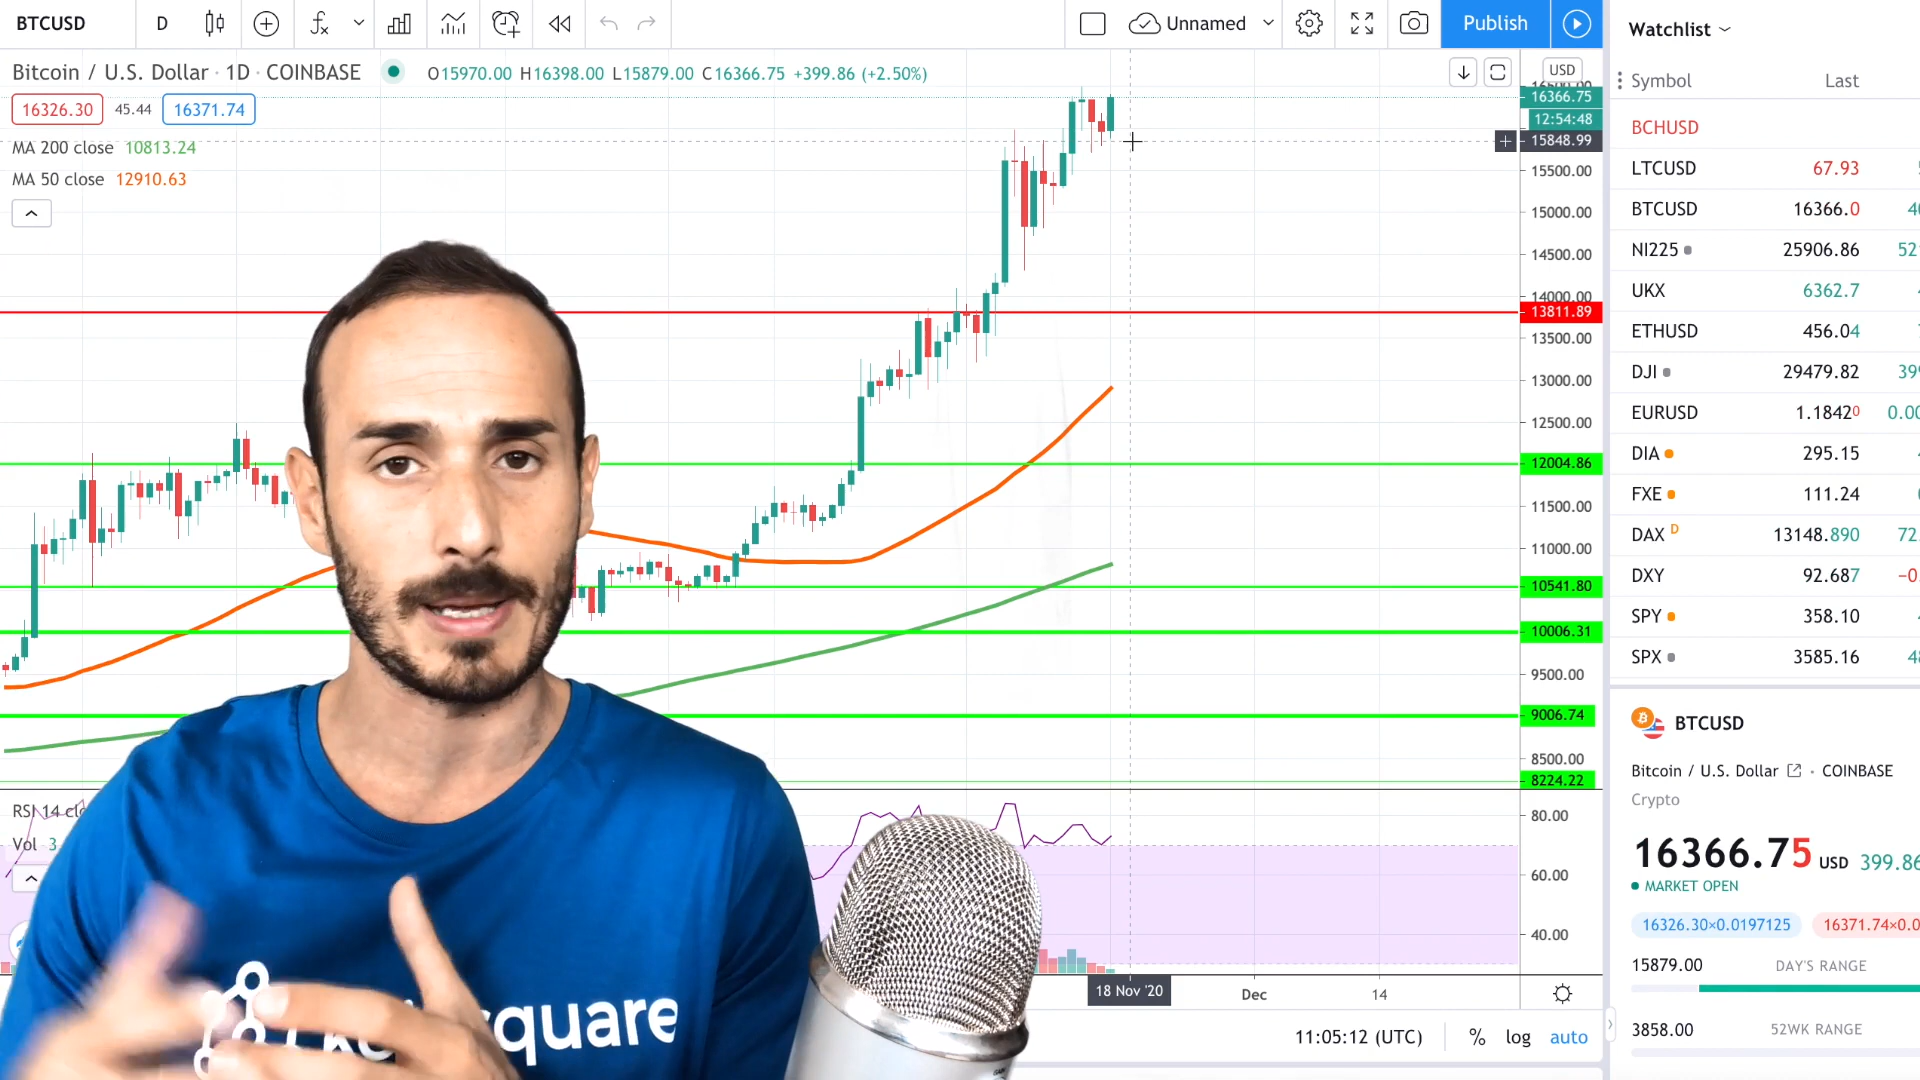 BTCUSD
D
Unnamed
Publish
Bitcoin / U.S. Dollar · 1D · COINBASE
O15970.00 H16398.00 L15879.00 C16366.75 +399.86 (+2.50%)
16326.30 45.44 16371.74
MA 200 close 10813.24
MA 50 close 12910.63
USD
16366.75
12:54:48
15848.99
15500.00
15000.00
14500.00
14000.00
13811.89
13500.00
13000.00
12500.00
12004.86
11500.00
11000.00
10541.80
10006.31
9500.00
9006.74
8500.00
8224.22
RSI 14
Vol 3
80.00
60.00
40.00
18 Nov '20
Dec
14
11:05:12 (UTC)
% log auto
square
Watchlist
Symbol Last
BCHUSD
LTCUSD 67.93
BTCUSD 16366.0
NI225 25906.86
UKX 6362.7
ETHUSD 456.04
DJI 29479.82
EURUSD 1.18420
DIA 295.15
FXE 111.24
DAX D 13148.890
DXY 92.687
SPY 358.10
SPX 3585.16
BTCUSD
Bitcoin / U.S. Dollar · COINBASE
Crypto
16366.75 USD 399.86
MARKET OPEN
16326.30×0.0197125
15879.00 DAY'S RANGE
3858.00 52WK RANGE